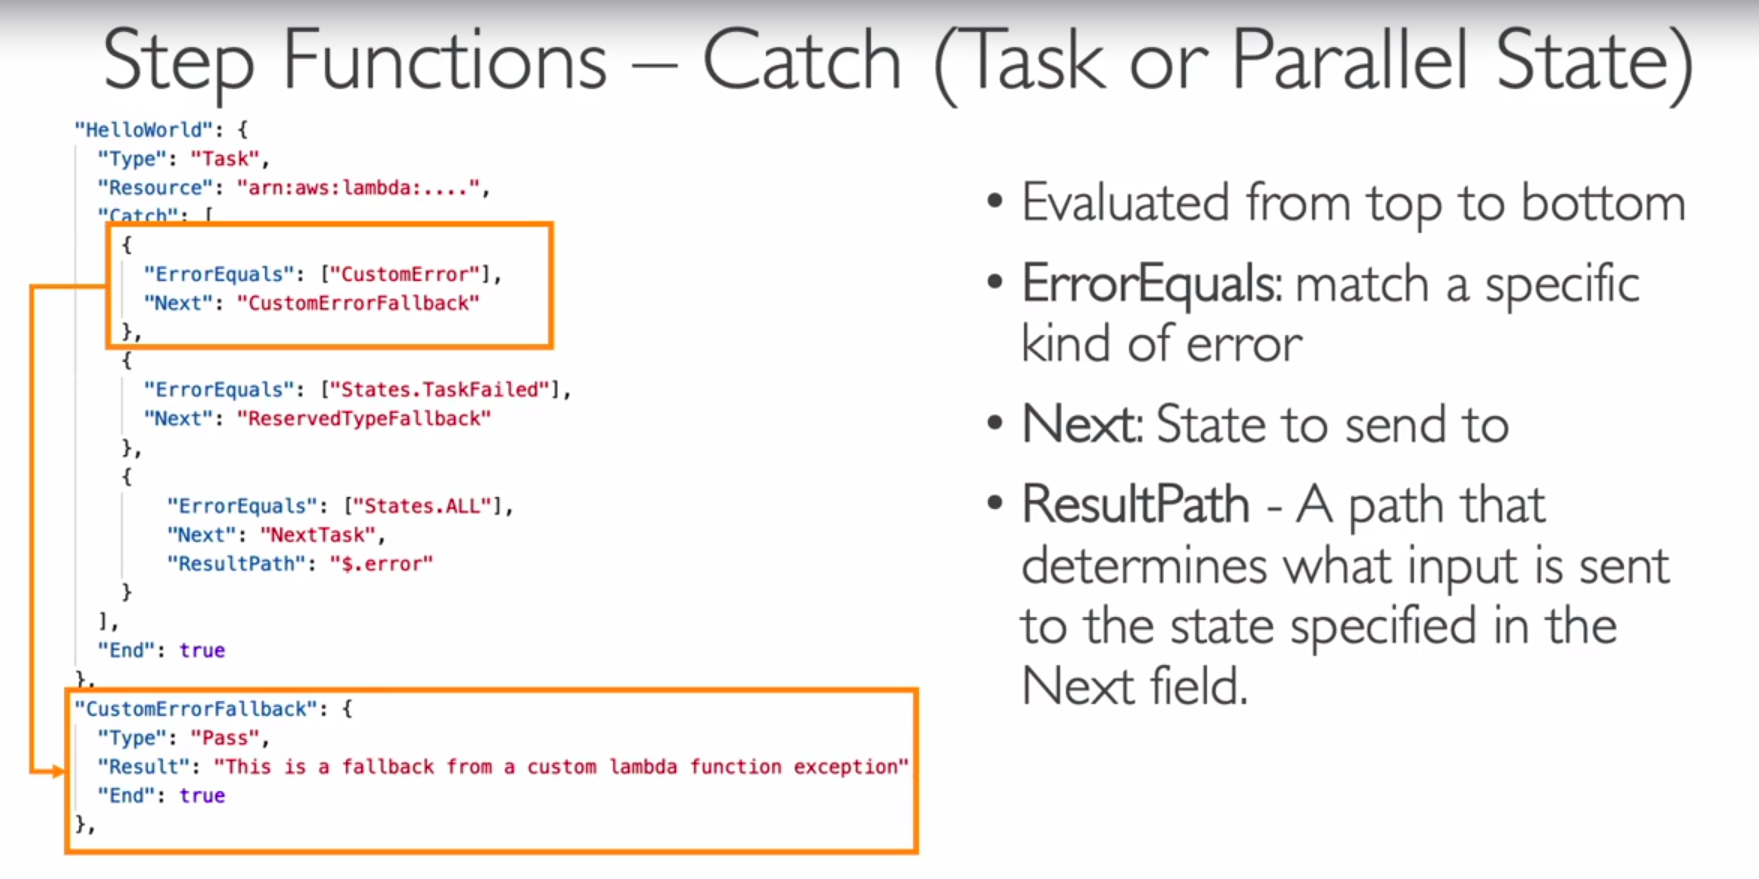 Step Functions – Catch (Task or Parallel State)
"HelloWorld": {
"Type": "Task",
"Resource": "arn:aws:lambda:....",
"Catch": [
{
"ErrorEquals": ["CustomError"],
"Next": "CustomErrorFallback"
},
{
"ErrorEquals": ["States.TaskFailed"],
"Next": "ReservedTypeFallback"
},
{
"ErrorEquals": ["States.ALL"],
"Next": "NextTask",
"ResultPath": "$.error"
}
],
"End": true
},
"CustomErrorFallback": {
"Type": "Pass",
"Result": "This is a fallback from a custom lambda function exception"
"End": true
},
• Evaluated from top to bottom
• ErrorEquals: match a specific
kind of error
• Next: State to send to
• ResultPath - A path that
determines what input is sent
to the state specified in the
Next field.